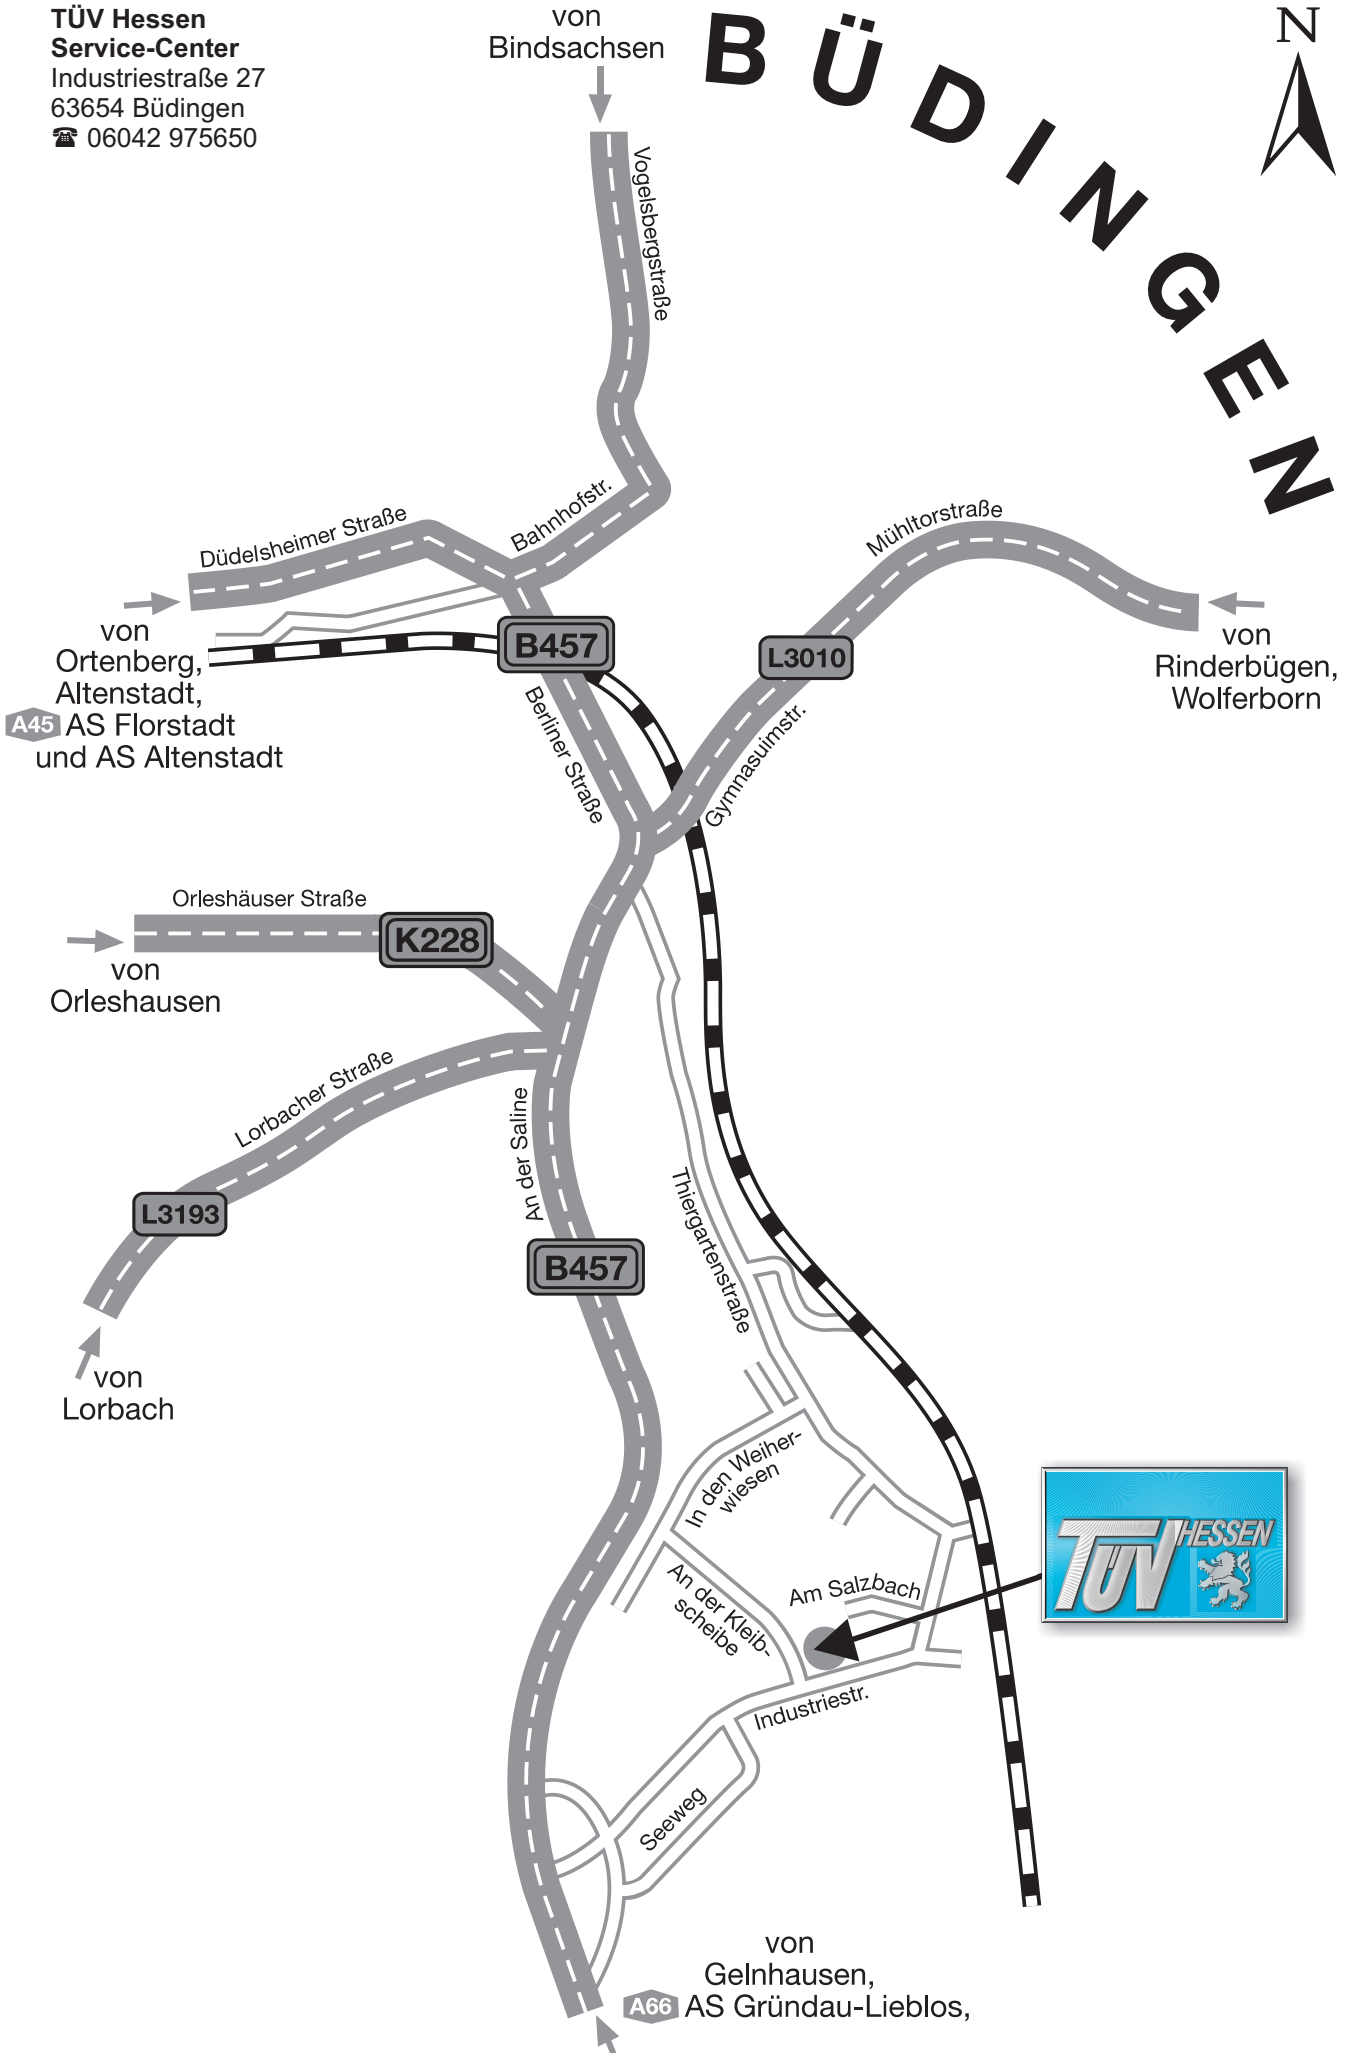 TÜV Hessen
Service-Center
Industriestraße 27
63654 Büdingen
☎ 06042 975650
von
Bindsachsen
BÜDINGEN
N
Vogelsbergstraße
Bahnhofstr.
Düdelsheimer Straße
Mühltorstraße
von
Ortenberg,
Altenstadt,
A45 AS Florstadt
und AS Altenstadt
B457
L3010
von
Rinderbügen,
Wolferborn
Berliner Straße
Gymnasuimstr.
Orleshäuser Straße
K228
von
Orleshausen
Lorbacher Straße
An der Saline
L3193
B457
Thiergartenstraße
von
Lorbach
In den Weiher-
wiesen
TÜV HESSEN
An der Kleib-
scheibe
Am Salzbach
Industriestr.
Seeweg
von
Gelnhausen,
A66 AS Gründau-Lieblos,